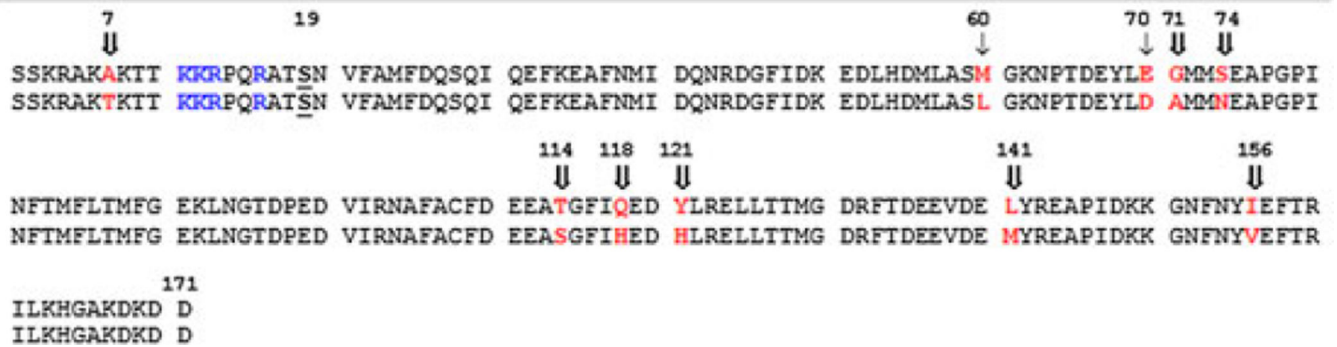 7 19 60 70 71 74
⇓ ↓ ↓ ⇓ ⇓
SSKRAKAKTT KKRPQRATSN VFAMFDQSQI QEFKEAFNMI DQNRDGFIDK EDLHDMLASM GKNPTDEYLE GMMSEAPGPI
SSKRAKTKTT KKRPQRATSN VFAMFDQSQI QEFKEAFNMI DQNRDGFIDK EDLHDMLASL GKNPTDEYLD AMMNEAPGPI
114 118 121 141 156
⇓ ⇓ ⇓ ⇓ ⇓
NFTMFLTMFG EKLNGTDPED VIRNAFACFD EEATGFIQED YLRELLTTMG DRFTDEEVDE LYREAPIDKK GNFNYIEFTR
NFTMFLTMFG EKLNGTDPED VIRNAFACFD EEASGFIHED HLRELLTTMG DRFTDEEVDE MYREAPIDKK GNFNYVEFTR
171
ILKHGAKDKD D
ILKHGAKDKD D